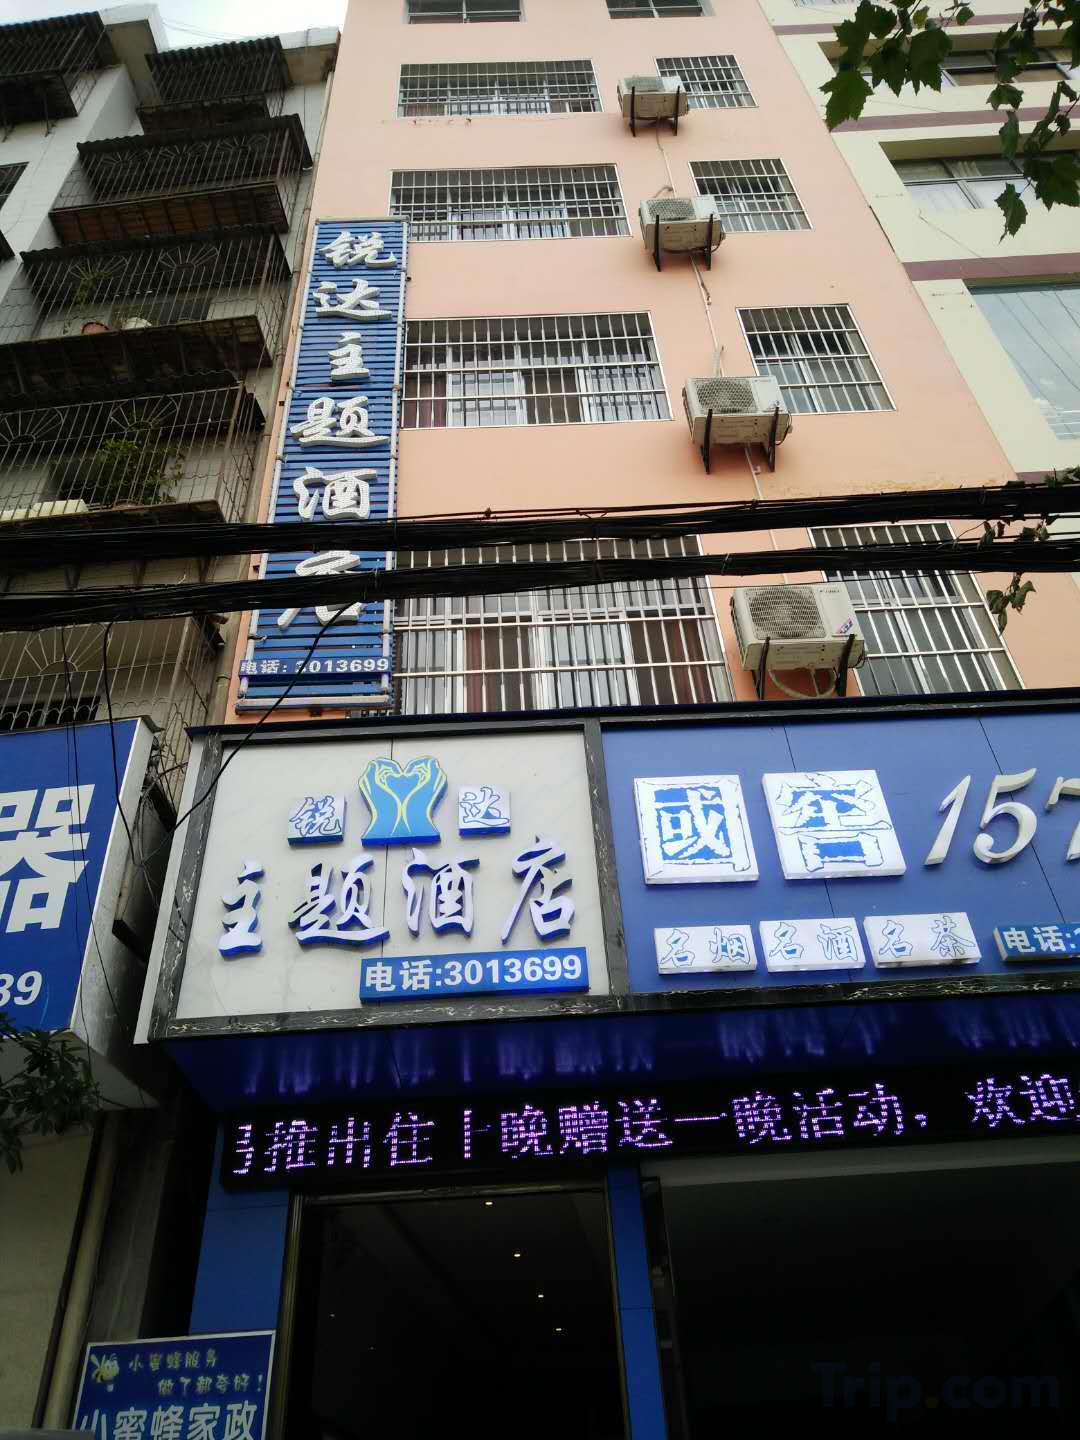 锐达主题酒店
电话:3013699
器
39
锐 达
主题酒店
电话:3013699
國窖 157
名烟 名酒 名茶
电话:
推出住十晚赠送一晚活动，欢迎
小蜜蜂服务
做了都夸好！
小蜜蜂家政
Trip.com